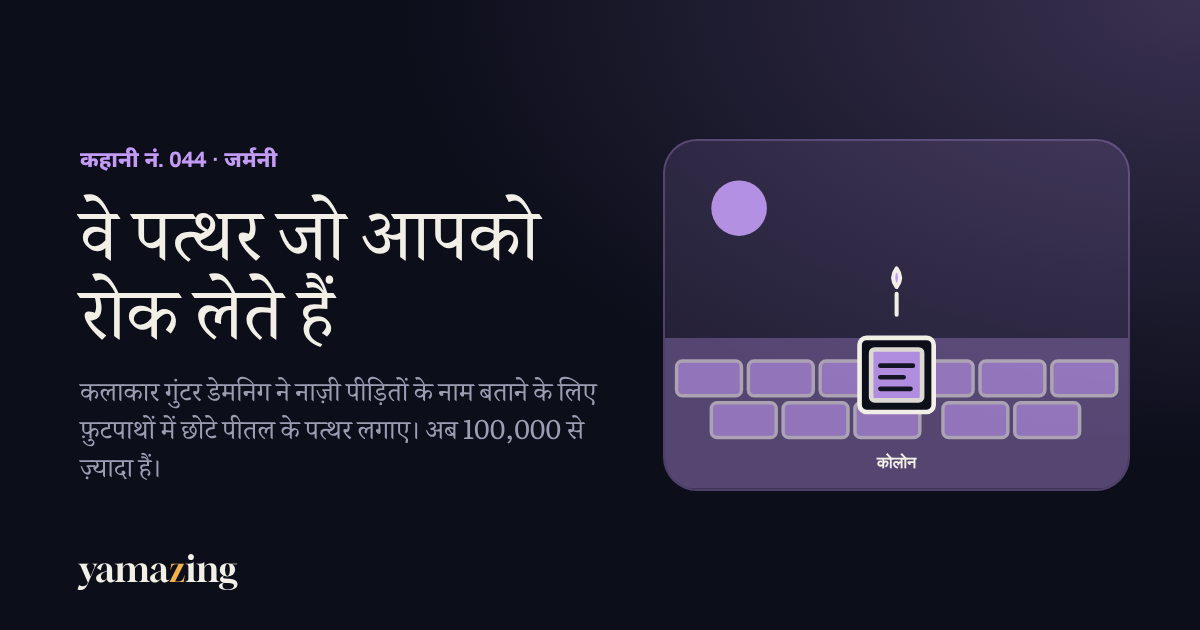 कहानी नं. 044 · जर्मनी
वे पत्थर जो आपको
रोक लेते हैं
कलाकार गुंटर डेमनिग ने नाज़ी पीड़ितों के नाम बताने के लिए
फ़ुटपाथों में छोटे पीतल के पत्थर लगाए। अब 100,000 से
ज़्यादा हैं।
कोलोन
yamazing